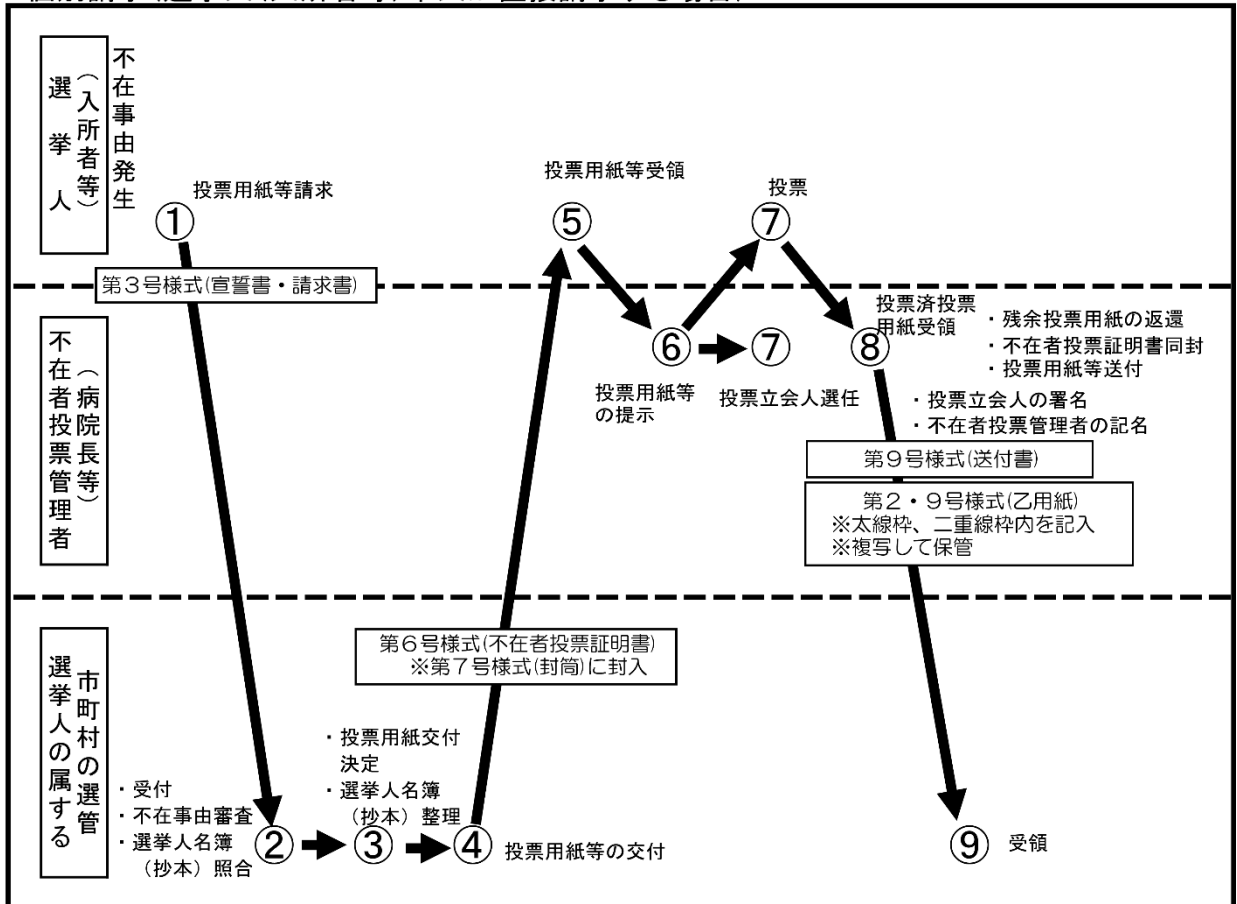 不在事由発生
選挙人
（入所者等）
投票用紙等請求
①
第３号様式(宣誓書・請求書)
投票用紙等受領
⑤
投票
⑦
不在者投票管理者
（病院長等）
⑥
投票用紙等
の提示
⑦
投票立会人選任
投票済投票
用紙受領
⑧
・残余投票用紙の返還
・不在者投票証明書同封
・投票用紙等送付
・投票立会人の署名
・不在者投票管理者の記名
第９号様式(送付書)
第２・９号様式(乙用紙)
※太線枠、二重線枠内を記入
※複写して保管
選挙人の属する
市町村の選管
第６号様式(不在者投票証明書)
※第７号様式(封筒)に封入
・受付
・不在事由審査
・選挙人名簿
（抄本）照合
②
・投票用紙交付
決定
・選挙人名簿
（抄本）整理
③
④
投票用紙等の交付
⑨
受領